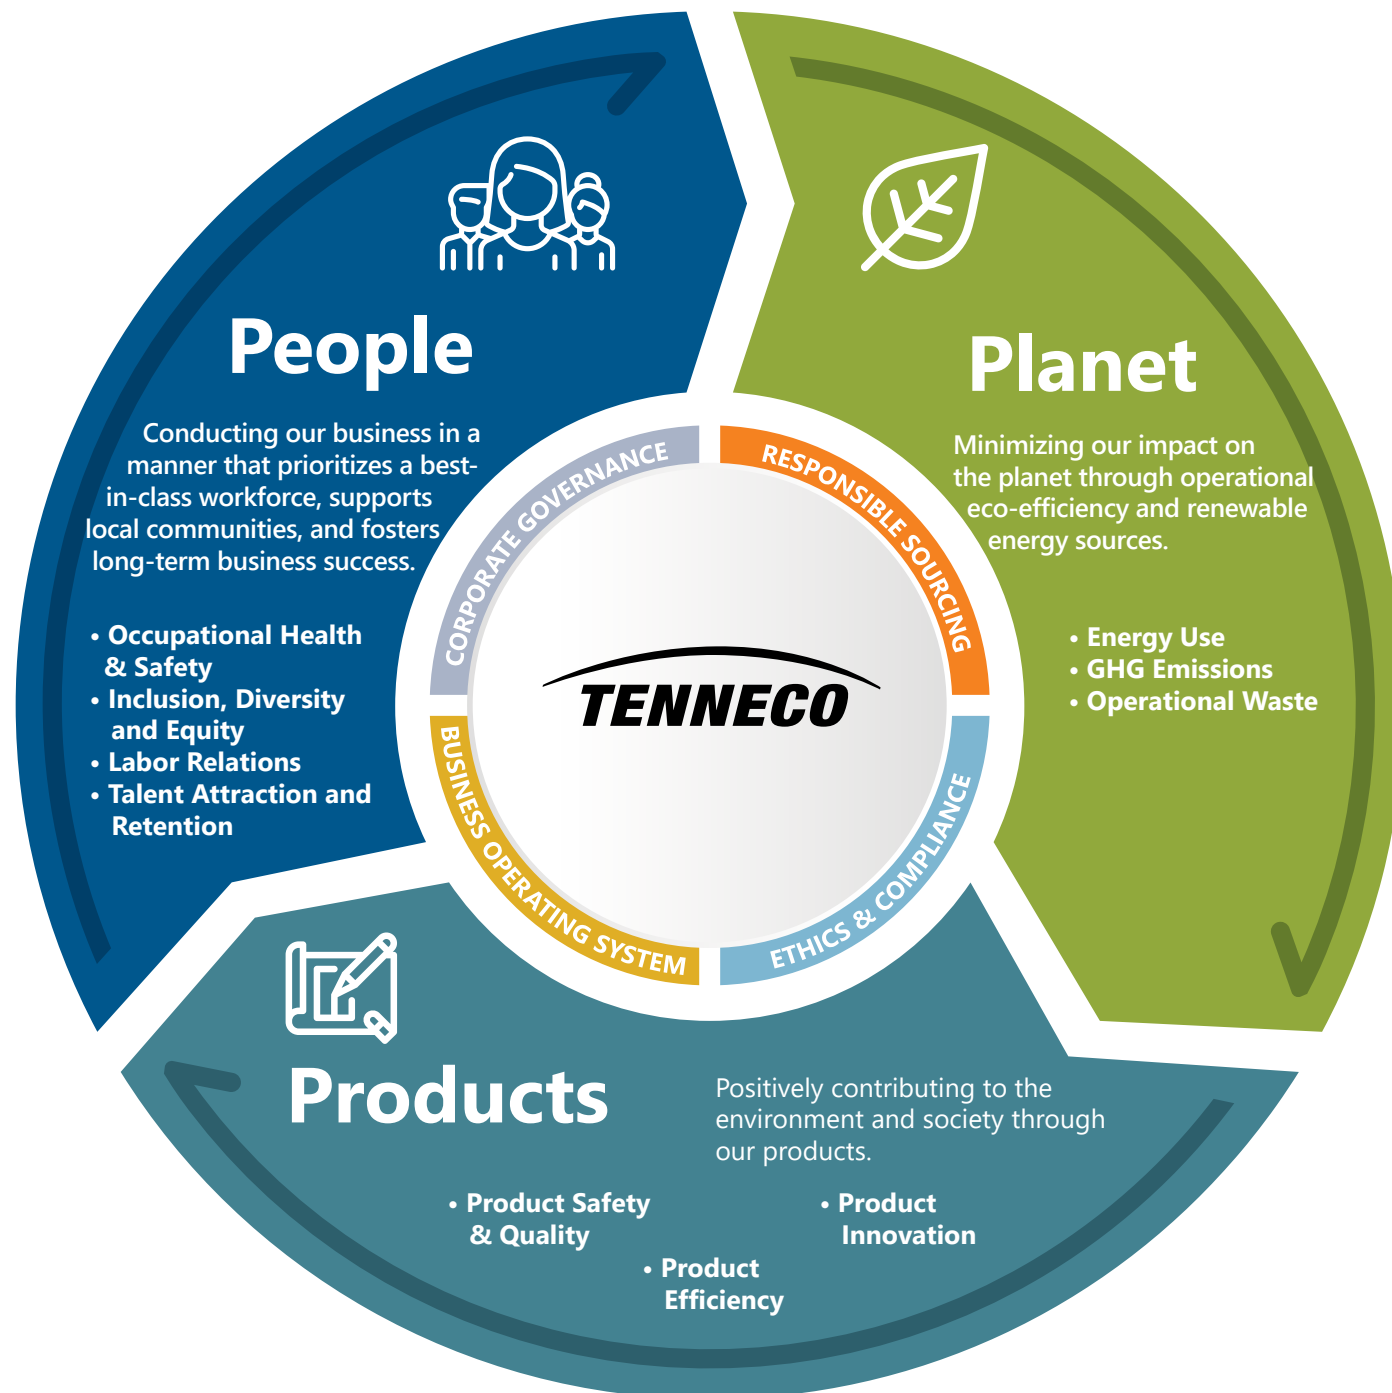 People
Conducting our business in a
manner that prioritizes a best-
in-class workforce, supports
local communities, and fosters
long-term business success.
• Occupational Health
& Safety
• Inclusion, Diversity
and Equity
• Labor Relations
• Talent Attraction and
Retention
Planet
Minimizing our impact on
the planet through operational
eco-efficiency and renewable
energy sources.
• Energy Use
• GHG Emissions
• Operational Waste
CORPORATE GOVERNANCE
RESPONSIBLE SOURCING
TENNECO
BUSINESS OPERATING SYSTEM
ETHICS & COMPLIANCE
Products
Positively contributing to the
environment and society through
our products.
• Product Safety
& Quality
• Product
Efficiency
• Product
Innovation